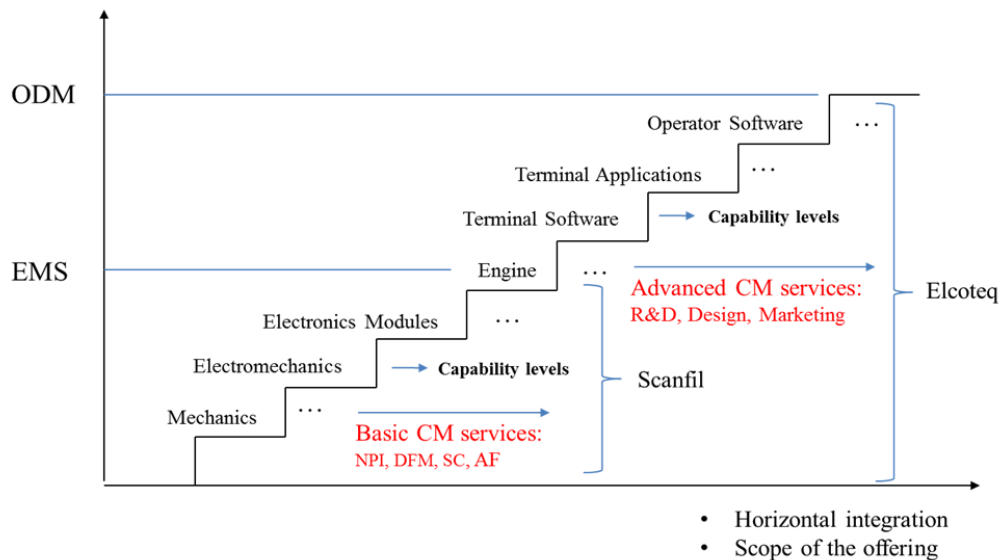 ODM
Operator Software
...
Terminal Applications
...
Terminal Software
Capability levels
EMS
Engine
...
Advanced CM services:
R&D, Design, Marketing
Elcoteq
Electronics Modules
...
Electromechanics
Capability levels
Scanfil
Mechanics
...
Basic CM services:
NPI, DFM, SC, AF
• Horizontal integration
• Scope of the offering